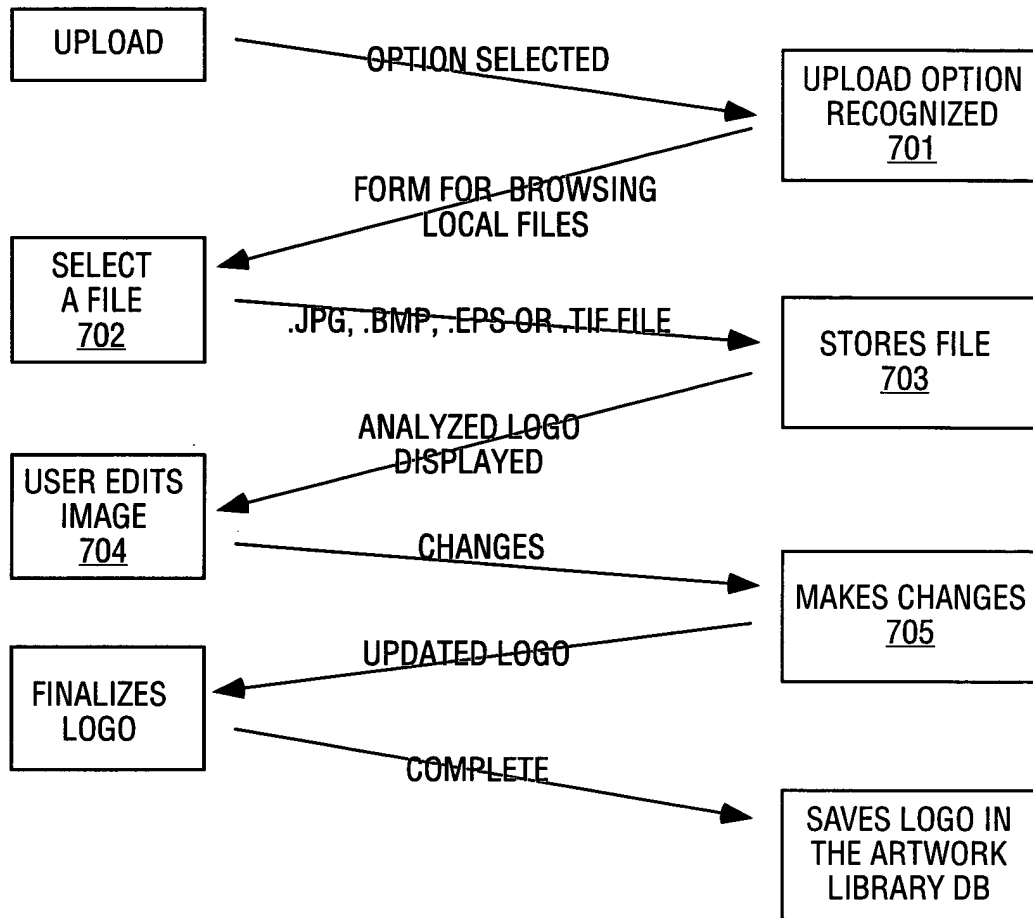 UPLOAD
OPTION SELECTED
UPLOAD OPTION
RECOGNIZED
701
FORM FOR BROWSING
LOCAL FILES
SELECT
A FILE
702
.JPG, .BMP, .EPS OR .TIF FILE
STORES FILE
703
ANALYZED LOGO
DISPLAYED
USER EDITS
IMAGE
704
CHANGES
MAKES CHANGES
705
UPDATED LOGO
FINALIZES
LOGO
COMPLETE
SAVES LOGO IN
THE ARTWORK
LIBRARY DB